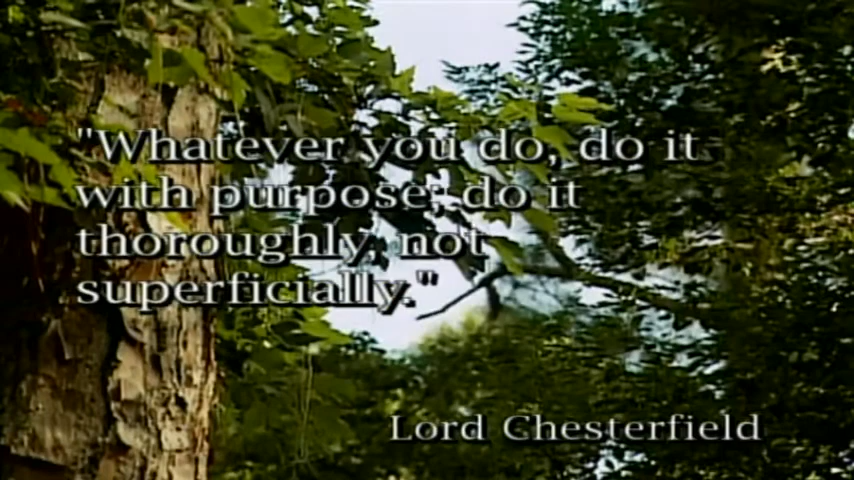 "Whatever you do, do it
with purpose; do it
thoroughly, not
superficially."
Lord Chesterfield